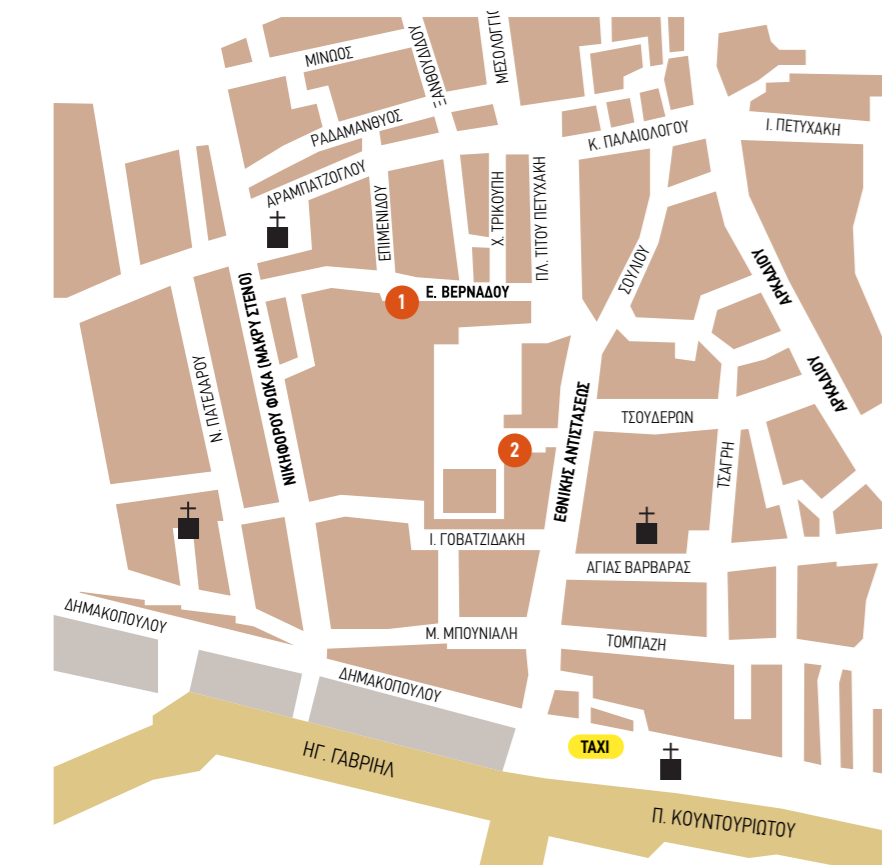 ΜΙΝΩΟΣ
ΞΑΝΘΟΥΔΙΔΟΥ
ΡΑΔΑΜΑΝΘΥΟΣ
ΑΡΑΜΠΑΤΖΟΓΛΟΥ
Κ. ΠΑΛΑΙΟΛΟΓΟΥ
Ι. ΠΕΤΥΧΑΚΗ
ΕΠΙΜΕΝΙΔΟΥ
Χ. ΤΡΙΚΟΥΠΗ
ΠΛ. ΤΙΤΟΥ ΠΕΤΥΧΑΚΗ
ΣΟΥΛΙΟΥ
ΑΡΚΑΔΙΟΥ
1
Ε. ΒΕΡΝΑΔΟΥ
ΝΙΚΗΦΟΡΟΥ ΦΩΚΑ (ΜΑΚΡΥ ΣΤΕΝΟ)
Ν. ΠΑΤΕΛΑΡΟΥ
ΑΡΚΑΔΙΟΥ
ΤΣΟΥΔΕΡΩΝ
2
ΕΘΝΙΚΗΣ ΑΝΤΙΣΤΑΣΕΩΣ
ΤΣΑΓΡΗ
Ι. ΓΟΒΑΤΖΙΔΑΚΗ
ΑΓΙΑΣ ΒΑΡΒΑΡΑΣ
ΔΗΜΑΚΟΠΟΥΛΟΥ
Μ. ΜΠΟΥΝΙΑΛΗ
ΤΟΜΠΑΖΗ
ΔΗΜΑΚΟΠΟΥΛΟΥ
TAXI
ΗΓ. ΓΑΒΡΙΗΛ
Π. ΚΟΥΝΤΟΥΡΙΩΤΟΥ